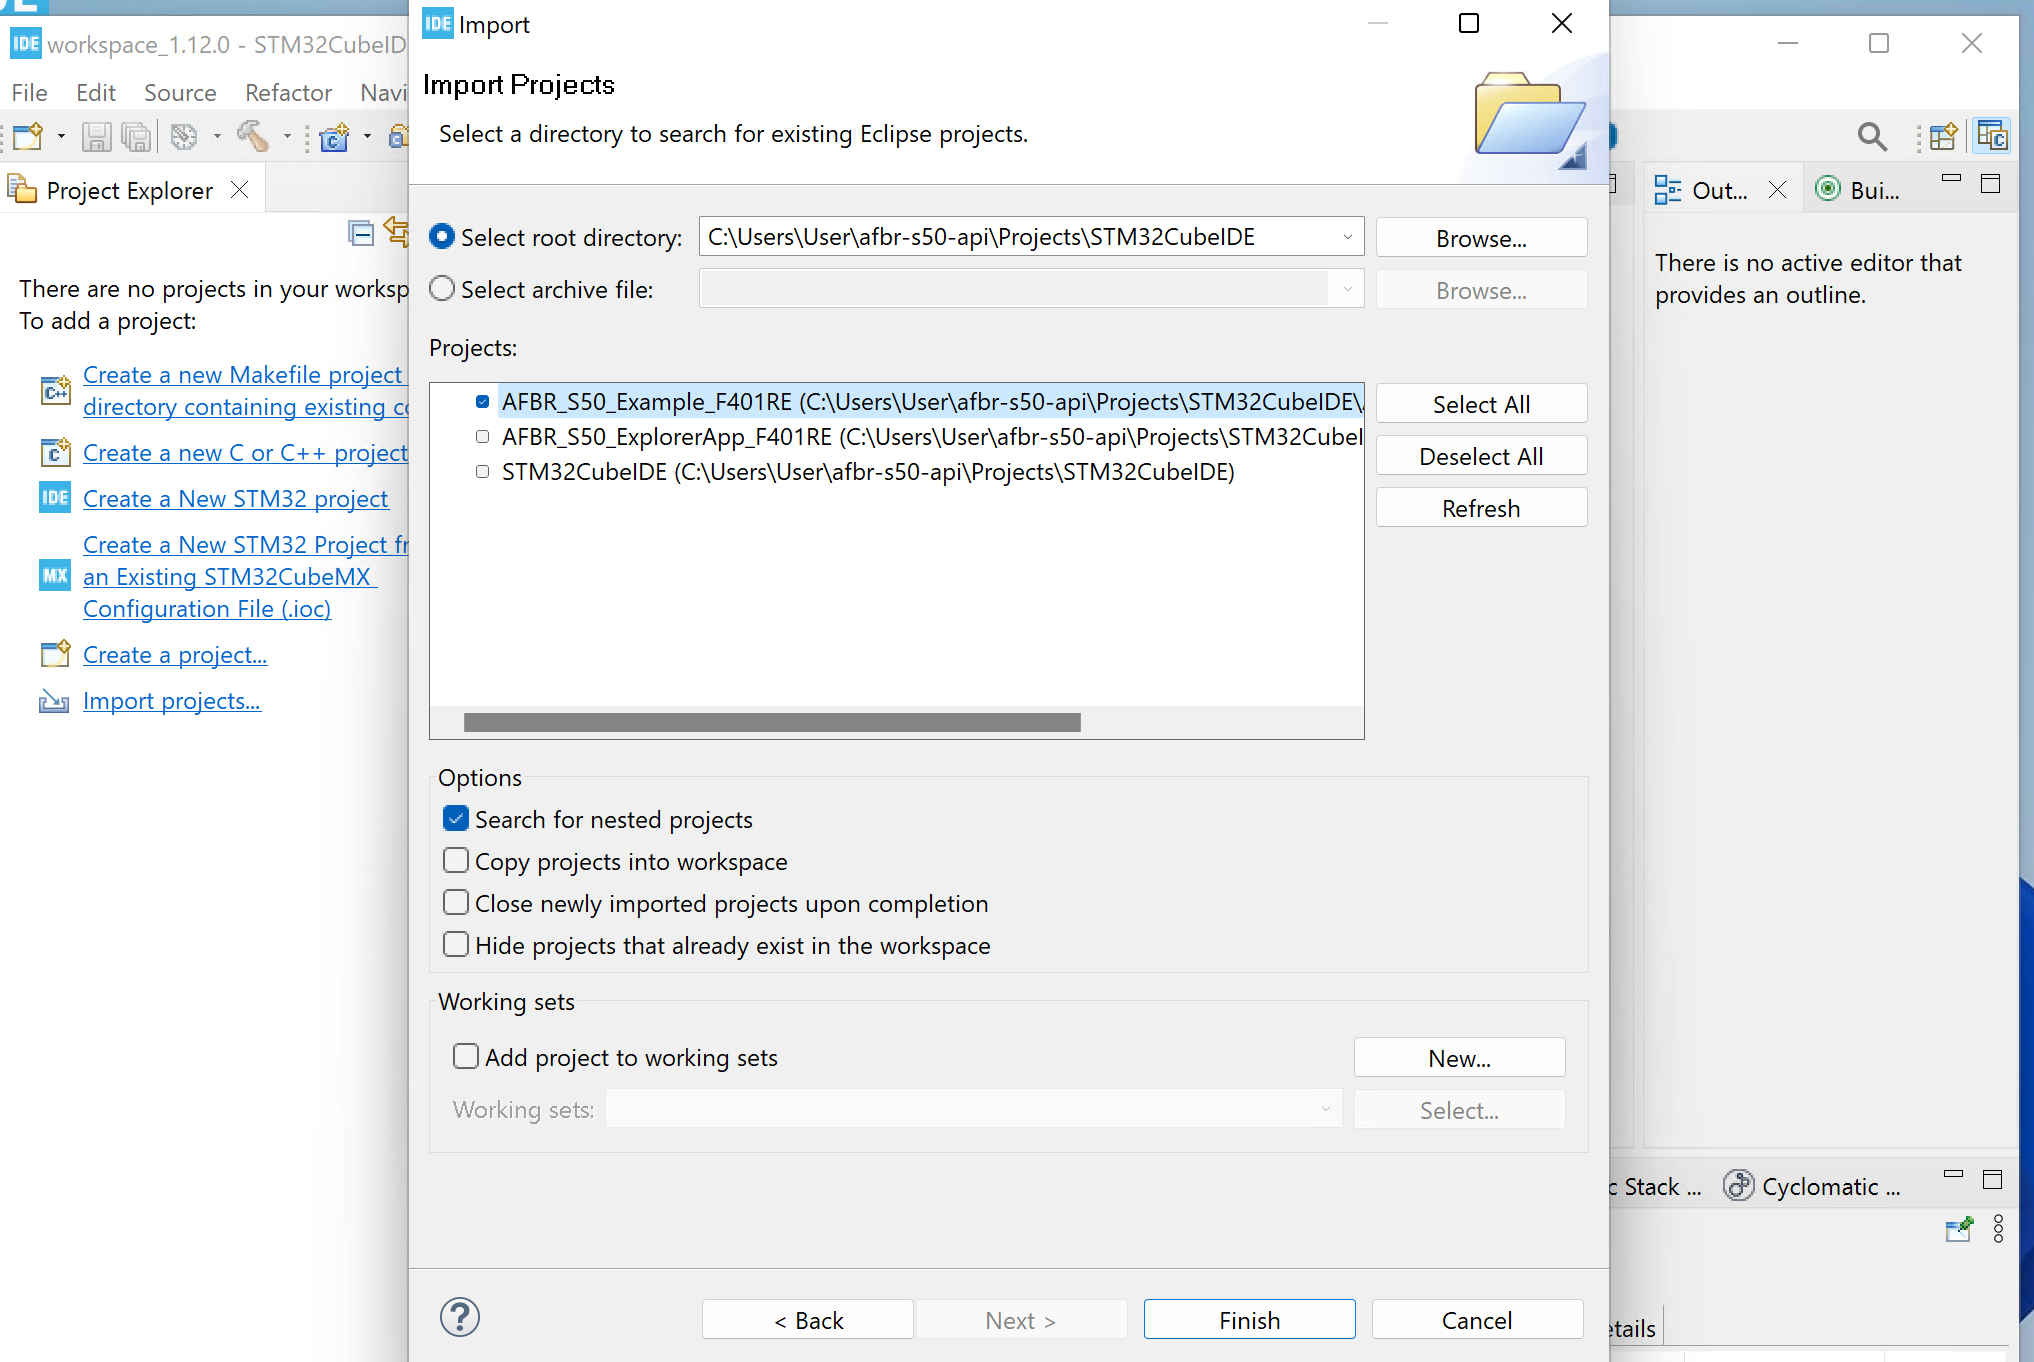 IDE workspace_1.12.0 - STM32CubeID
File Edit Source Refactor Navi
Project Explorer
There are no projects in your worksp
To add a project:
Create a new Makefile project
directory containing existing co
Create a new C or C++ project
IDE Create a New STM32 project
Create a New STM32 Project fr
MX an Existing STM32CubeMX
Configuration File (.ioc)
Create a project...
Import projects...
IDE Import
Import Projects
Select a directory to search for existing Eclipse projects.
Select root directory: C:\Users\User\afbr-s50-api\Projects\STM32CubeIDE Browse...
Select archive file: Browse...
Projects:
AFBR_S50_Example_F401RE (C:\Users\User\afbr-s50-api\Projects\STM32CubeIDE\
AFBR_S50_ExplorerApp_F401RE (C:\Users\User\afbr-s50-api\Projects\STM32CubeI
STM32CubeIDE (C:\Users\User\afbr-s50-api\Projects\STM32CubeIDE)
Select All
Deselect All
Refresh
Options
Search for nested projects
Copy projects into workspace
Close newly imported projects upon completion
Hide projects that already exist in the workspace
Working sets
Add project to working sets New...
Working sets: Select...
? < Back Next > Finish Cancel
Out... Bui...
There is no active editor that
provides an outline.
c Stack ... Cyclomatic ...
etails